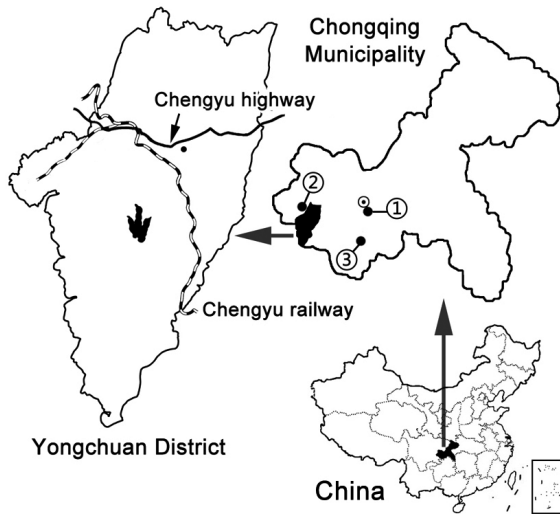 Chongqing
Municipality
Chengyu highway
②
①
③
Chengyu railway
Yongchuan District
China